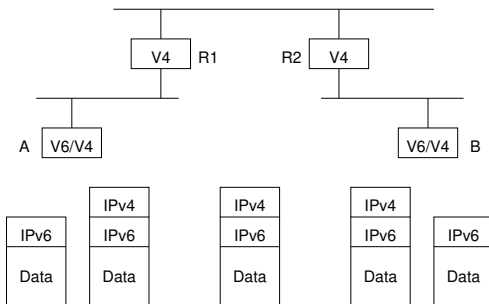 V4 R1 R2 V4
A V6/V4 V6/V4 B
IPv4 IPv4 IPv4
IPv6 IPv6 IPv6 IPv6 IPv6
Data Data Data Data Data